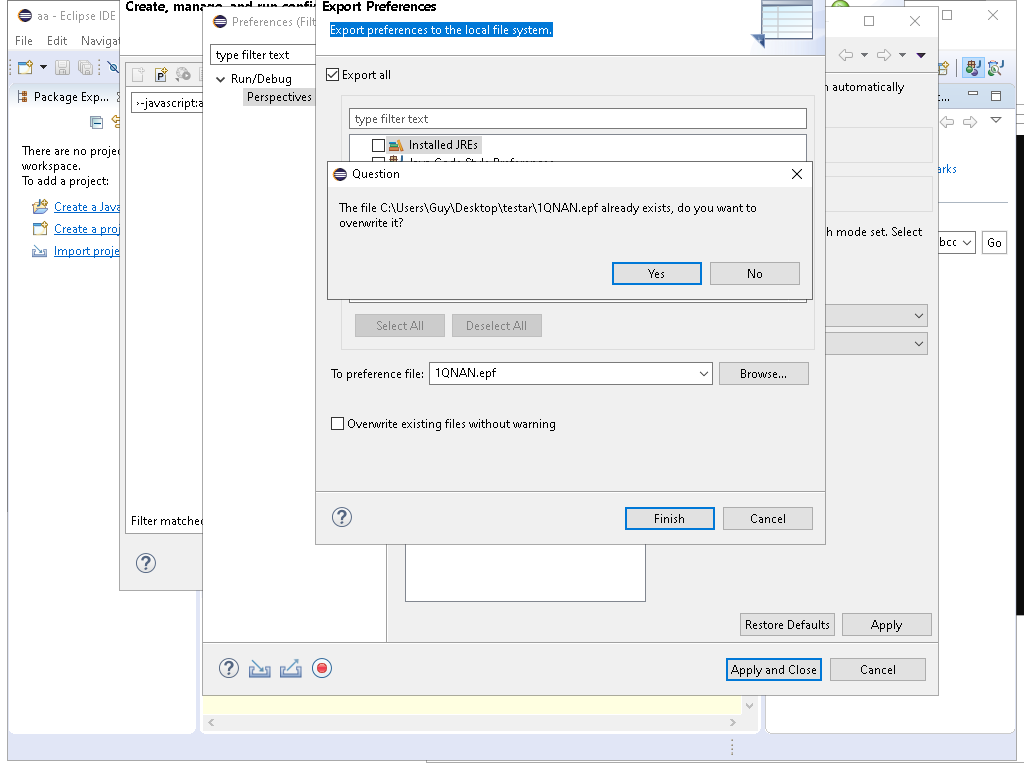 aa - Eclipse IDE
File Edit Navigat
Package Exp...
There are no projec
workspace.
To add a project:
Create a Java
Create a proj
Import proje
Create, manage, and run config
›-javascript:a
Filter matched
Preferences (Filt
type filter text
Run/Debug
Perspectives
Export Preferences
Export preferences to the local file system.
Export all
type filter text
Installed JREs
Java Code Style Preferences
Question
The file C:\Users\Guy\Desktop\testar\1QNAN.epf already exists, do you want to
overwrite it?
Yes No
Select All Deselect All
To preference file: 1QNAN.epf Browse...
Overwrite existing files without warning
Finish Cancel
automatically
h mode set. Select
arks
bcc Go
Restore Defaults Apply
Apply and Close Cancel